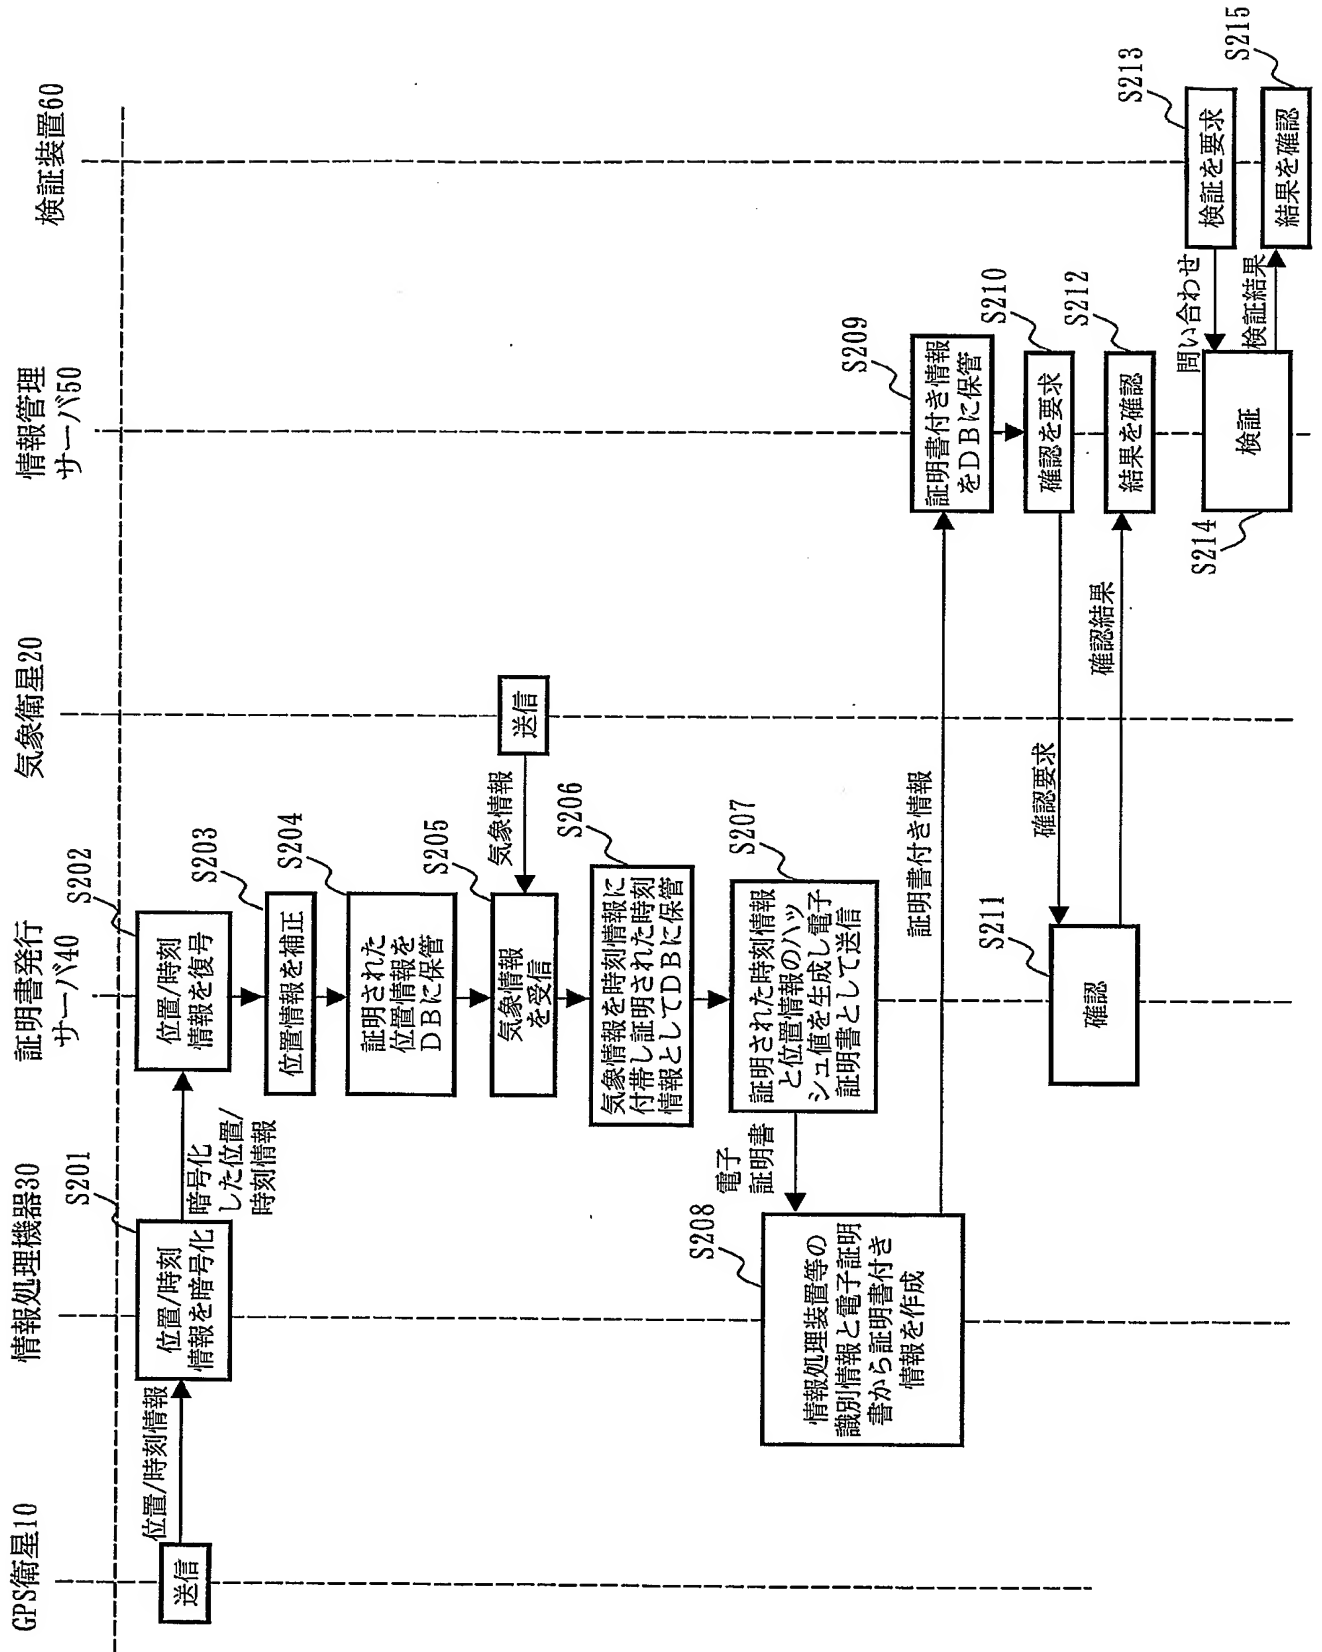 GPS衛星10
情報処理機器30
証明書発行
サーバ40
気象衛星20
情報管理
サーバ50
検証装置60
送信
位置/時刻情報
S201
位置/時刻
情報を暗号化
暗号化
した位置/
時刻情報
S202
位置/時刻
情報を復号
S203
位置情報を補正
S204
証明された
位置情報を
DBに保管
S205
気象情報
を受信
気象情報
送信
S206
気象情報を時刻情報に
付帯し証明された時刻
情報としてDBに保管
S207
証明された時刻情報
と位置情報のハッ
シュ値を生成し電子
証明書として送信
電子
証明書
S208
情報処理装置等の
識別情報と電子証明
書から証明書付き
情報を作成
証明書付き情報
S209
証明書付き情報
をDBに保管
S210
確認を要求
確認要求
S211
確認
確認結果
S212
結果を確認
S213
検証を要求
問い合わせ
S214
検証
検証結果
S215
結果を確認